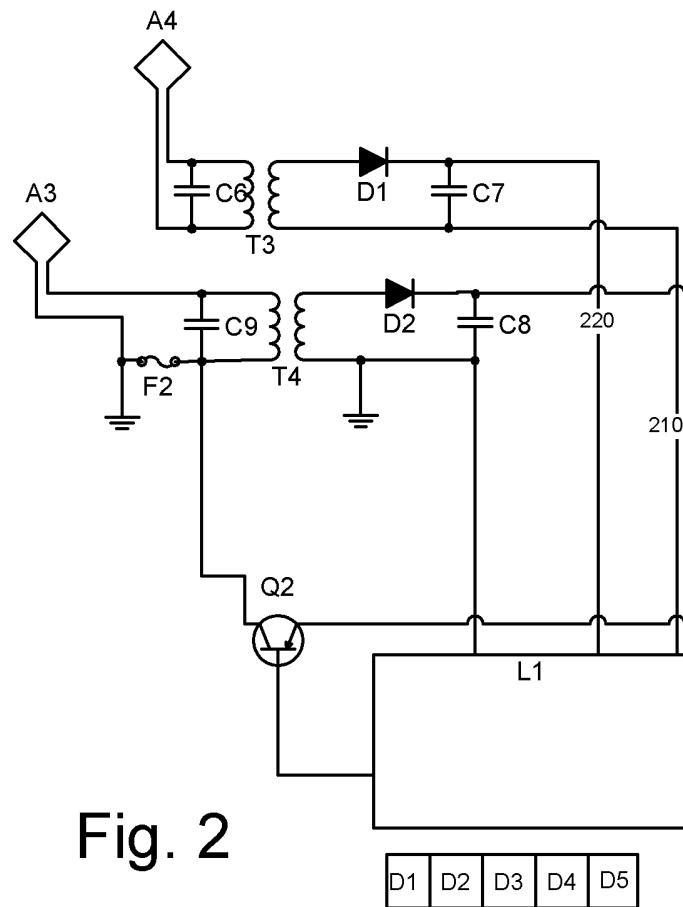 A4
C6
D1
C7
T3
A3
C9
D2
C8
220
F2
T4
210
Q2
L1
Fig. 2
D1 D2 D3 D4 D5